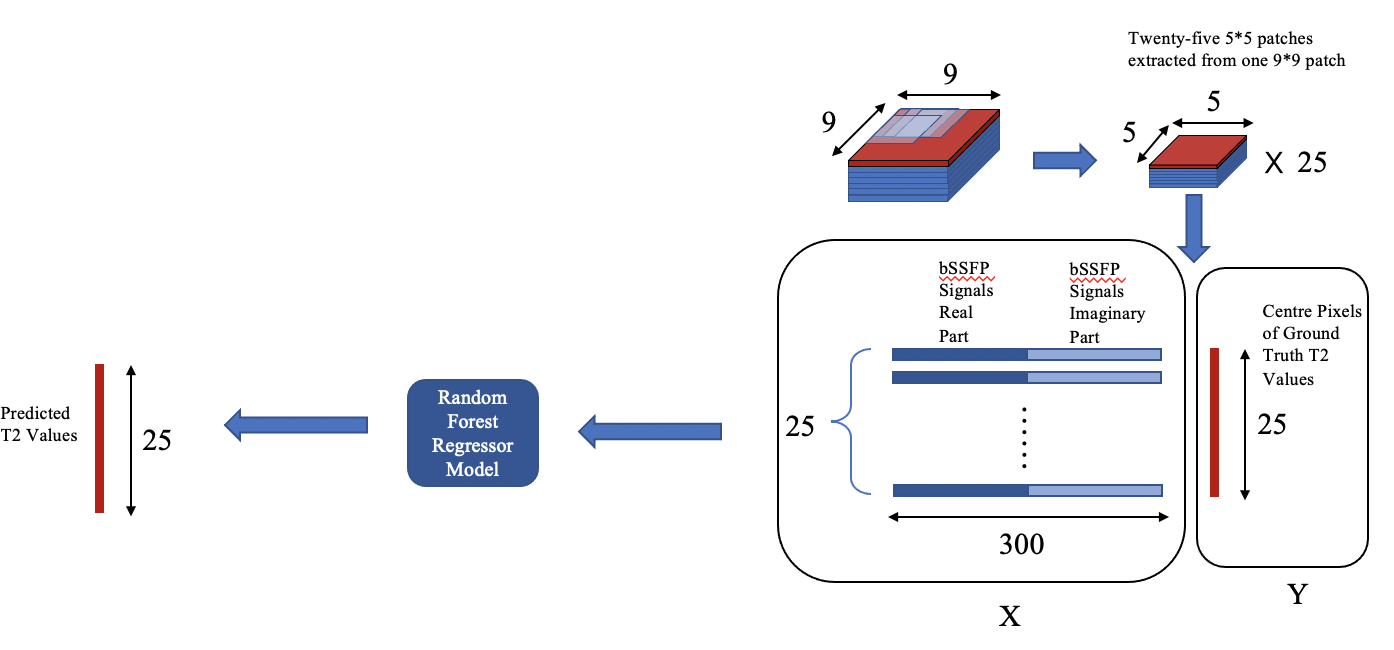 Twenty-five 5*5 patches
extracted from one 9*9 patch
9
9
5
5
X 25
bSSFP
Signals
Real
Part
bSSFP
Signals
Imaginary
Part
25
300
X
Centre Pixels
of Ground
Truth T2
Values
25
Y
Random
Forest
Regressor
Model
Predicted
T2 Values
25